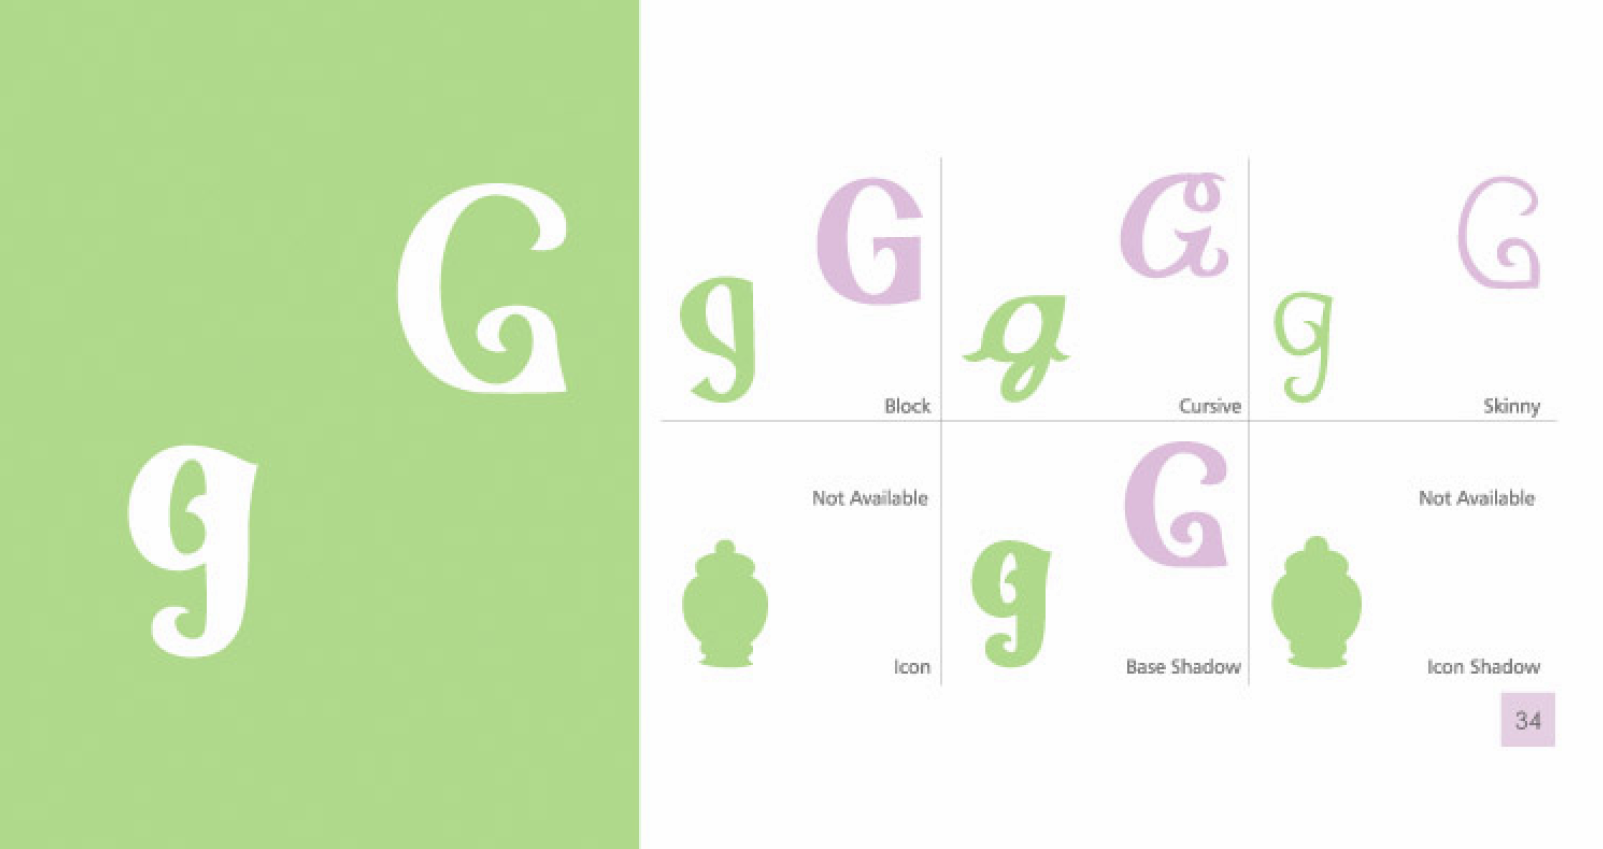 G
g
G
g
Block
G
g
Cursive
G
g
Skinny
Not Available
Icon
G
g
Base Shadow
Not Available
Icon Shadow
34